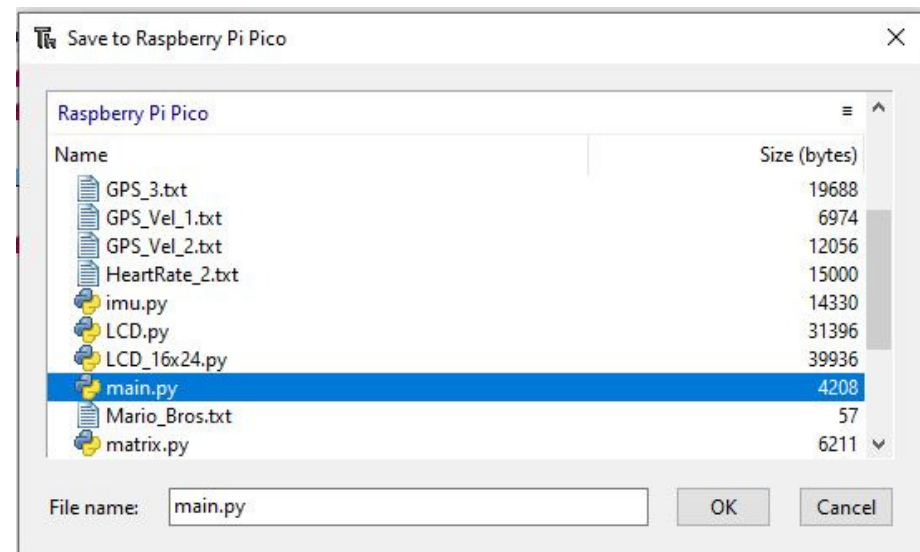 Save to Raspberry Pi Pico
Raspberry Pi Pico
Name Size (bytes)
GPS_3.txt 19688
GPS_Vel_1.txt 6974
GPS_Vel_2.txt 12056
HeartRate_2.txt 15000
imu.py 14330
LCD.py 31396
LCD_16x24.py 39936
main.py 4208
Mario_Bros.txt 57
matrix.py 6211
File name: main.py OK Cancel